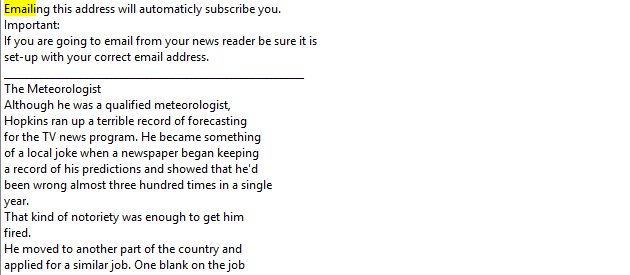 Emailing this address will automaticly subscribe you.
Important:
If you are going to email from your news reader be sure it is
set-up with your correct email address.
__________________________________________________
The Meteorologist
Although he was a qualified meteorologist,
Hopkins ran up a terrible record of forecasting
for the TV news program. He became something
of a local joke when a newspaper began keeping
a record of his predictions and showed that he'd
been wrong almost three hundred times in a single
year.
That kind of notoriety was enough to get him
fired.
He moved to another part of the country and
applied for a similar job. One blank on the job